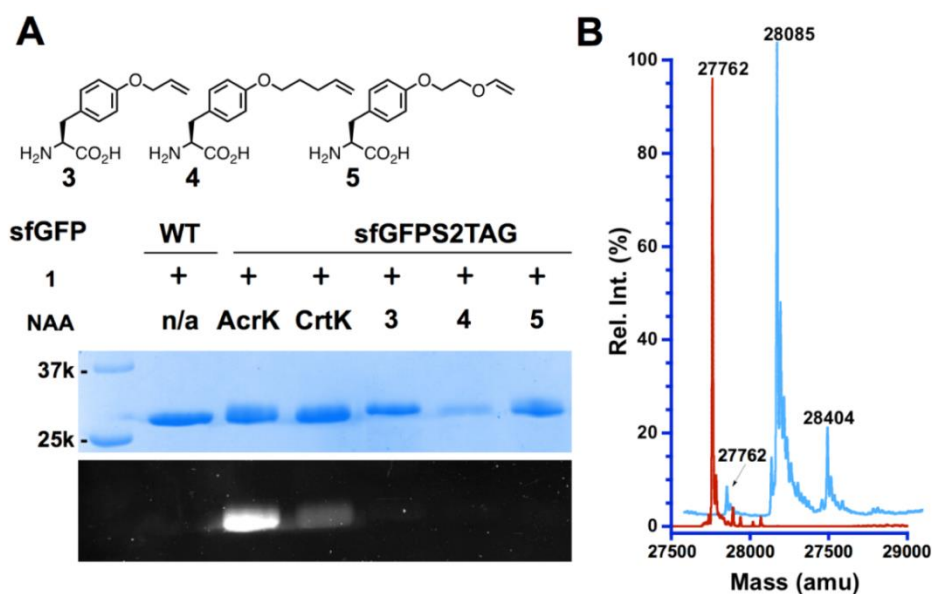 A
H₂N CO₂H H₂N CO₂H H₂N CO₂H
O O O O
3 4 5
sfGFP WT sfGFPS2TAG
1 + + + + + +
NAA n/a AcrK CrtK 3 4 5
37k -
25k -
B
28085
27762
28404
27762
100
80
60
40
20
0
Rel. Int. (%)
27500 28000 27500 29000
Mass (amu)